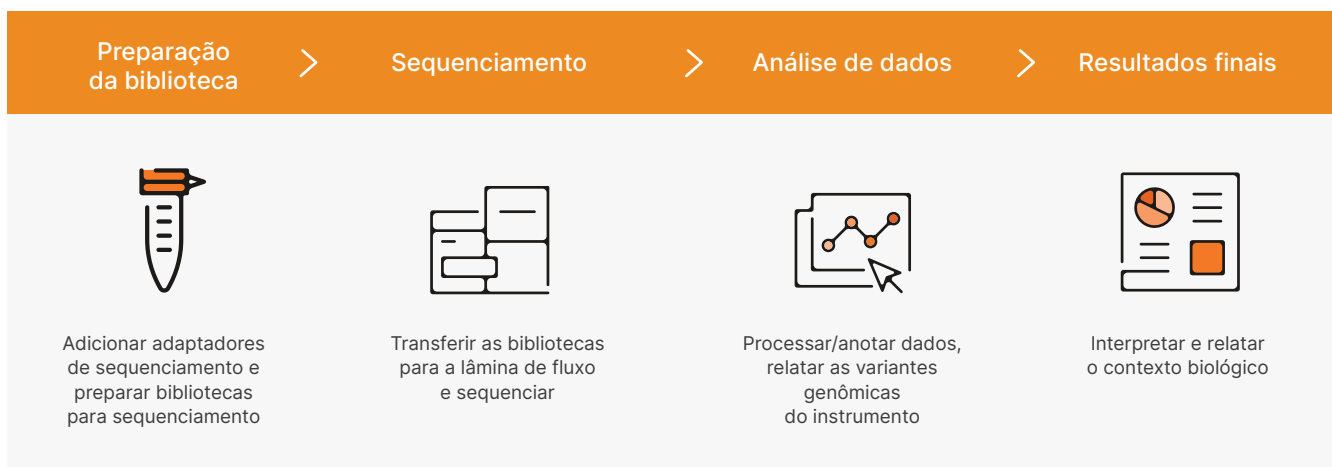 Preparação
da biblioteca
Sequenciamento
Análise de dados
Resultados finais
Adicionar adaptadores
de sequenciamento e
preparar bibliotecas
para sequenciamento
Transferir as bibliotecas
para a lâmina de fluxo
e sequenciar
Processar/anotar dados,
relatar as variantes
genômicas
do instrumento
Interpretar e relatar
o contexto biológico